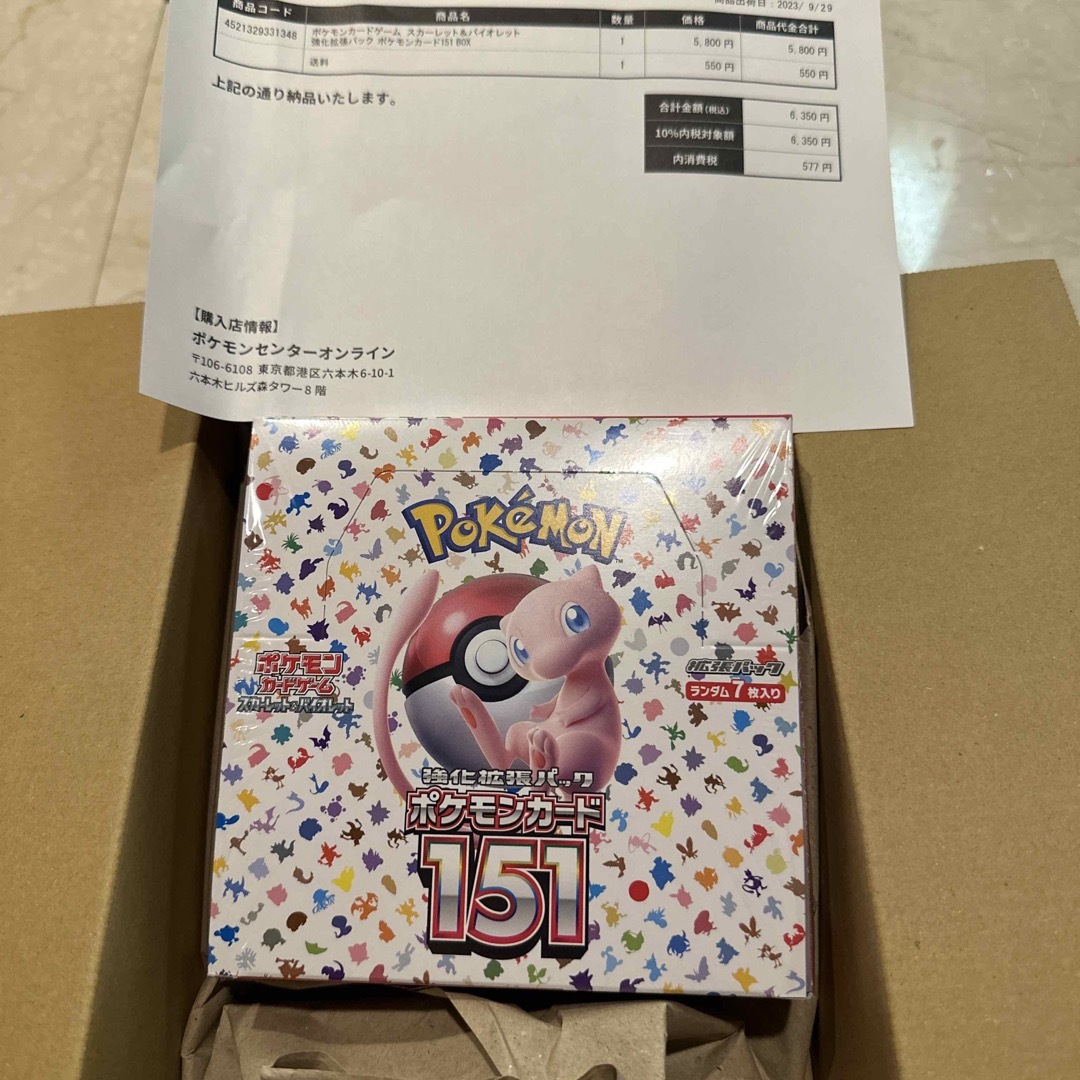 商品出荷日：2023/ 9/29
商品コード 商品名 数量 価格 商品代金合計
4521329331348 ポケモンカードゲーム スカーレット&バイオレット
強化拡張パック ポケモンカード151 BOX 1 5,800 円 5,800 円
送料 1 550 円 550 円
上記の通り納品いたします。
合計金額(税込) 6,350 円
10%内税対象額 6,350 円
内消費税 577 円
【購入店情報】
ポケモンセンターオンライン
〒106-6108 東京都港区六本木6-10-1
六本木ヒルズ森タワー8 階
POKéMON
TM
ポケモン
カードゲーム
スカーレット&バイオレット
拡張パック
ランダム7枚入り
強化拡張パック
ポケモンカード
151